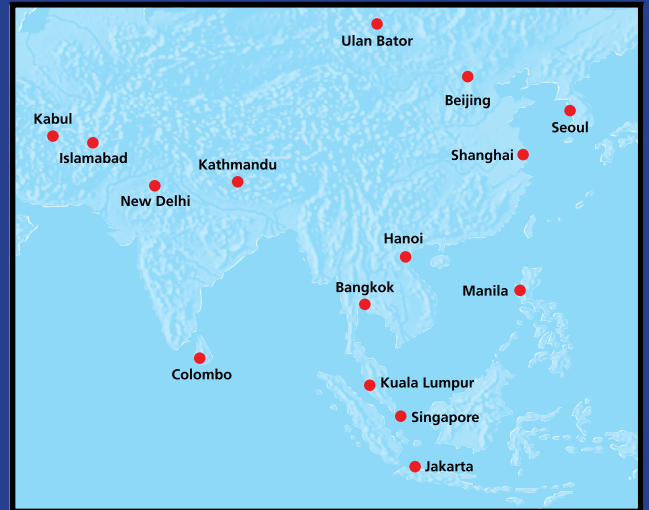 Ulan Bator
Beijing
Kabul
Seoul
Islamabad
Shanghai
Kathmandu
New Delhi
Hanoi
Bangkok
Manila
Colombo
Kuala Lumpur
Singapore
Jakarta